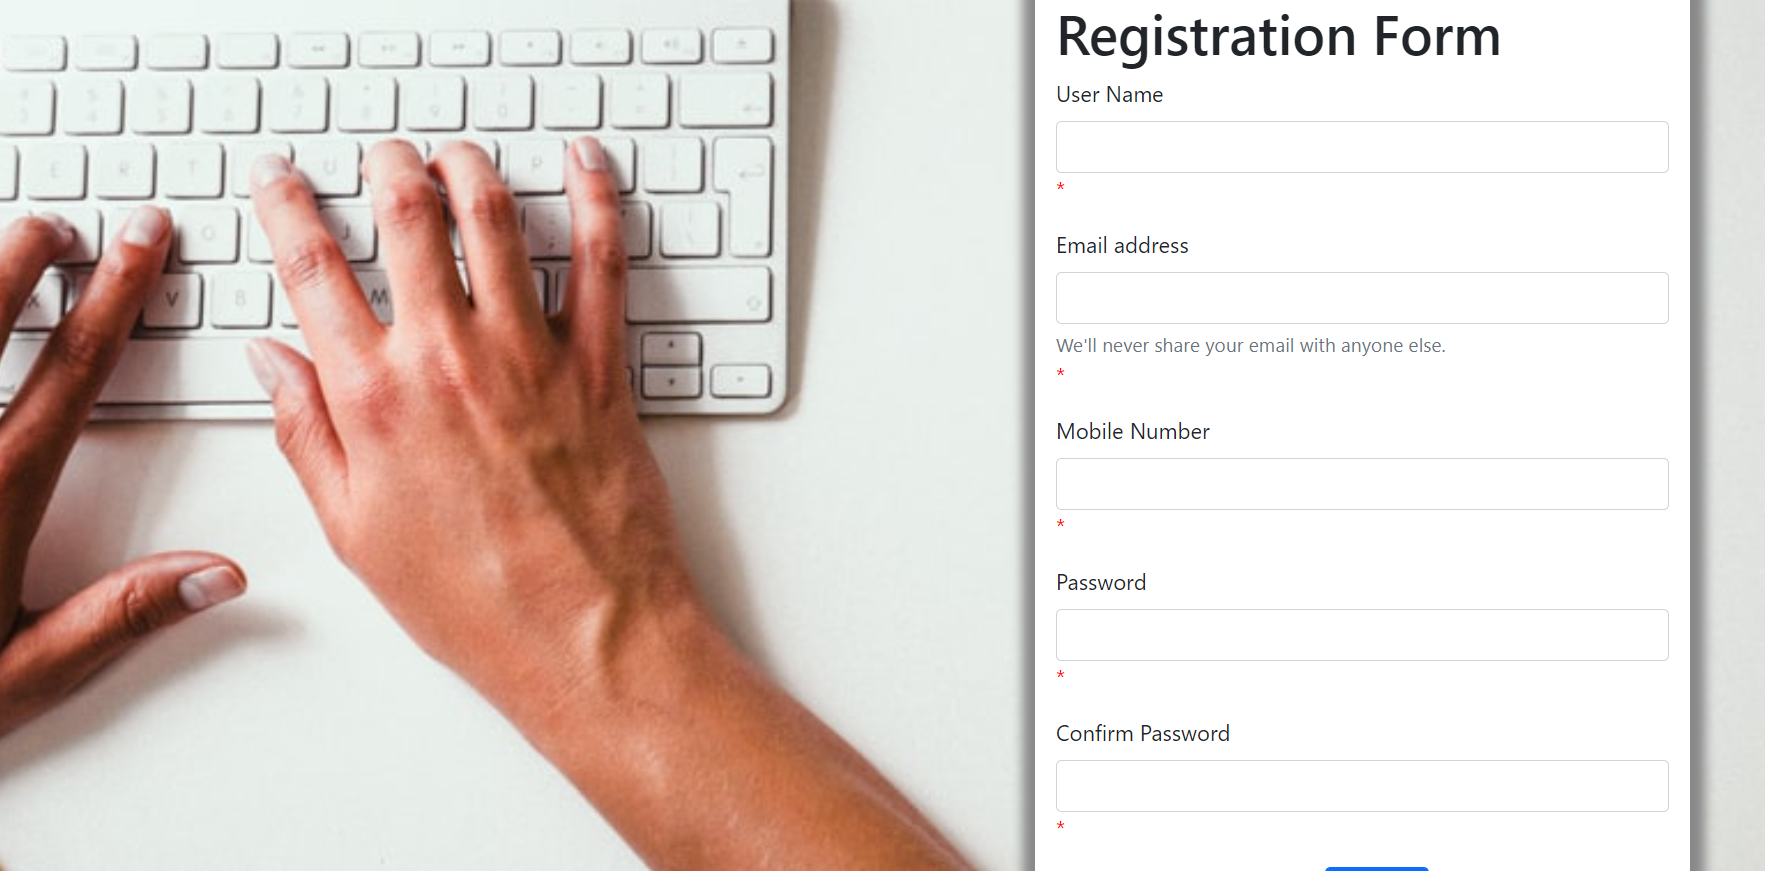 Registration Form
User Name
*
Email address
We'll never share your email with anyone else.
*
Mobile Number
*
Password
*
Confirm Password
*
E R T U P
G J ;
X V B M